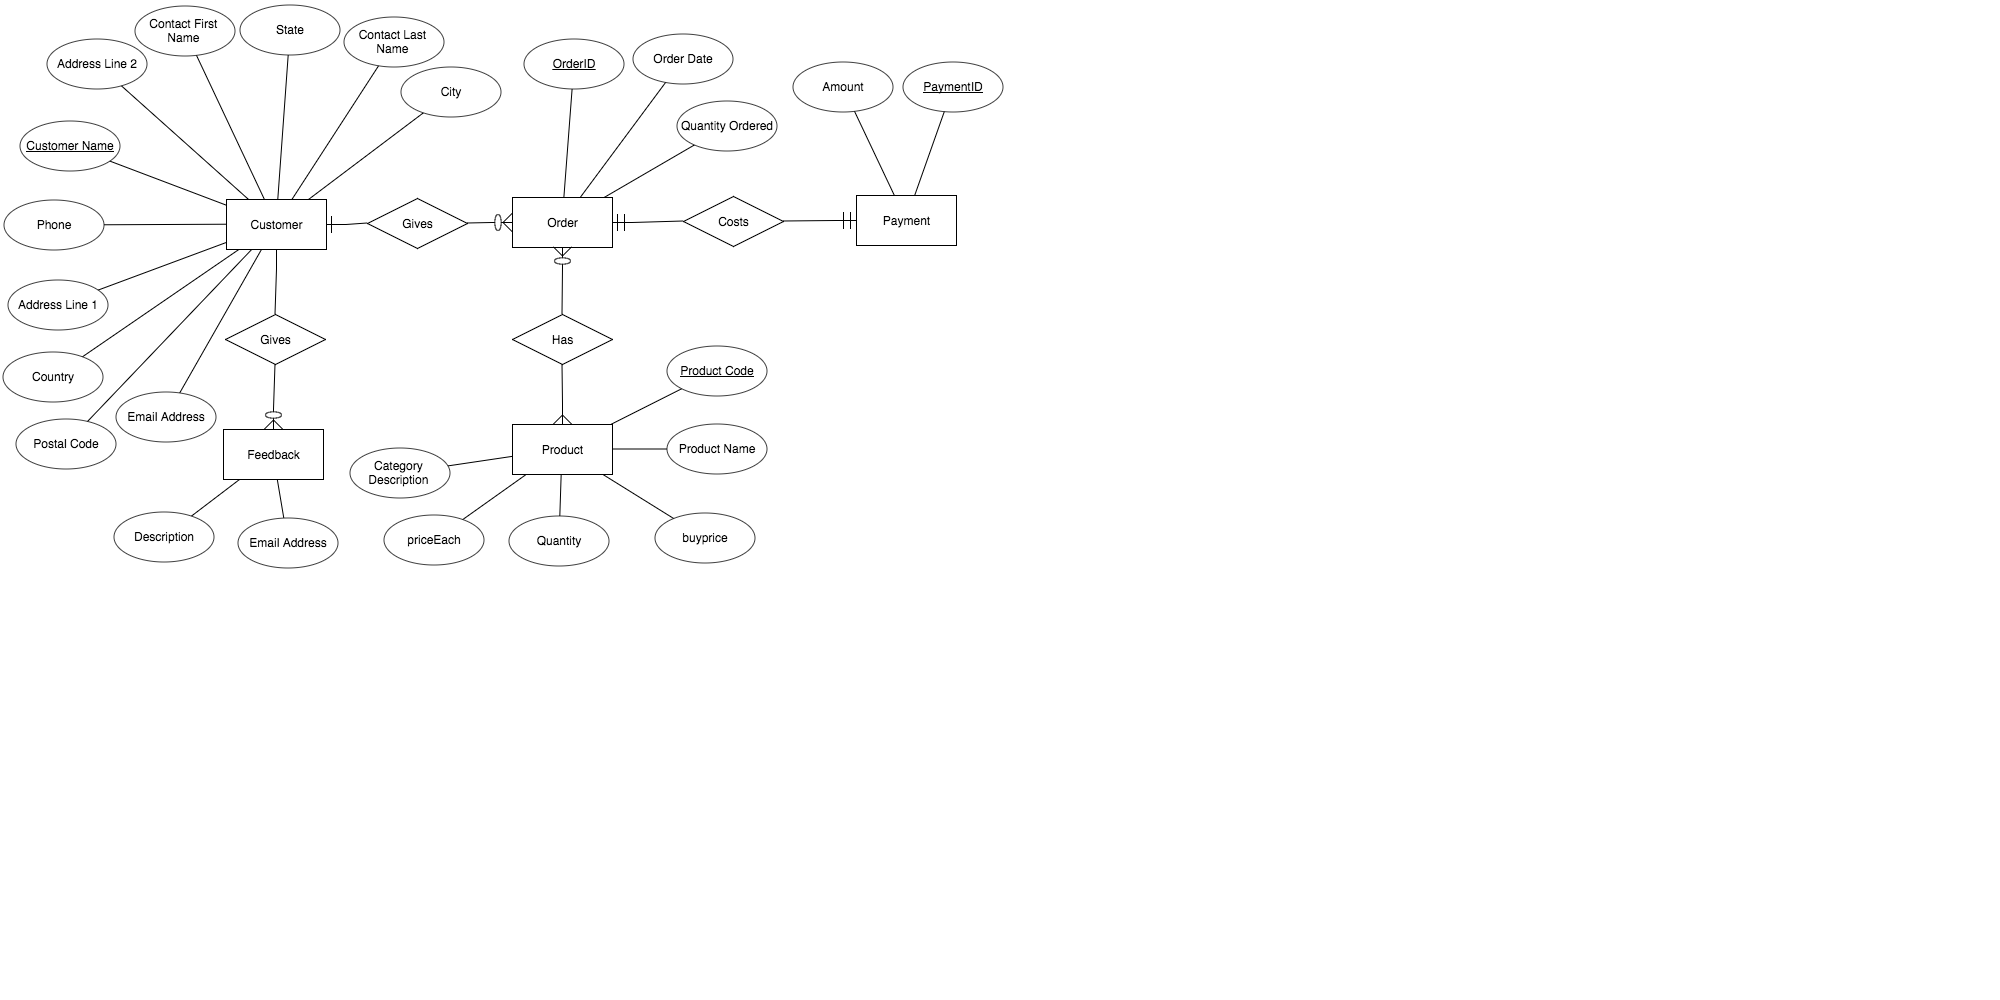 Contact First
Name
State
Contact Last
Name
Address Line 2
City
OrderID
Order Date
Amount
PaymentID
Quantity Ordered
Customer Name
Phone
Customer
Gives
Order
Costs
Payment
Address Line 1
Gives
Has
Country
Product Code
Email Address
Postal Code
Feedback
Category
Description
Product
Product Name
Description
Email Address
priceEach
Quantity
buyprice